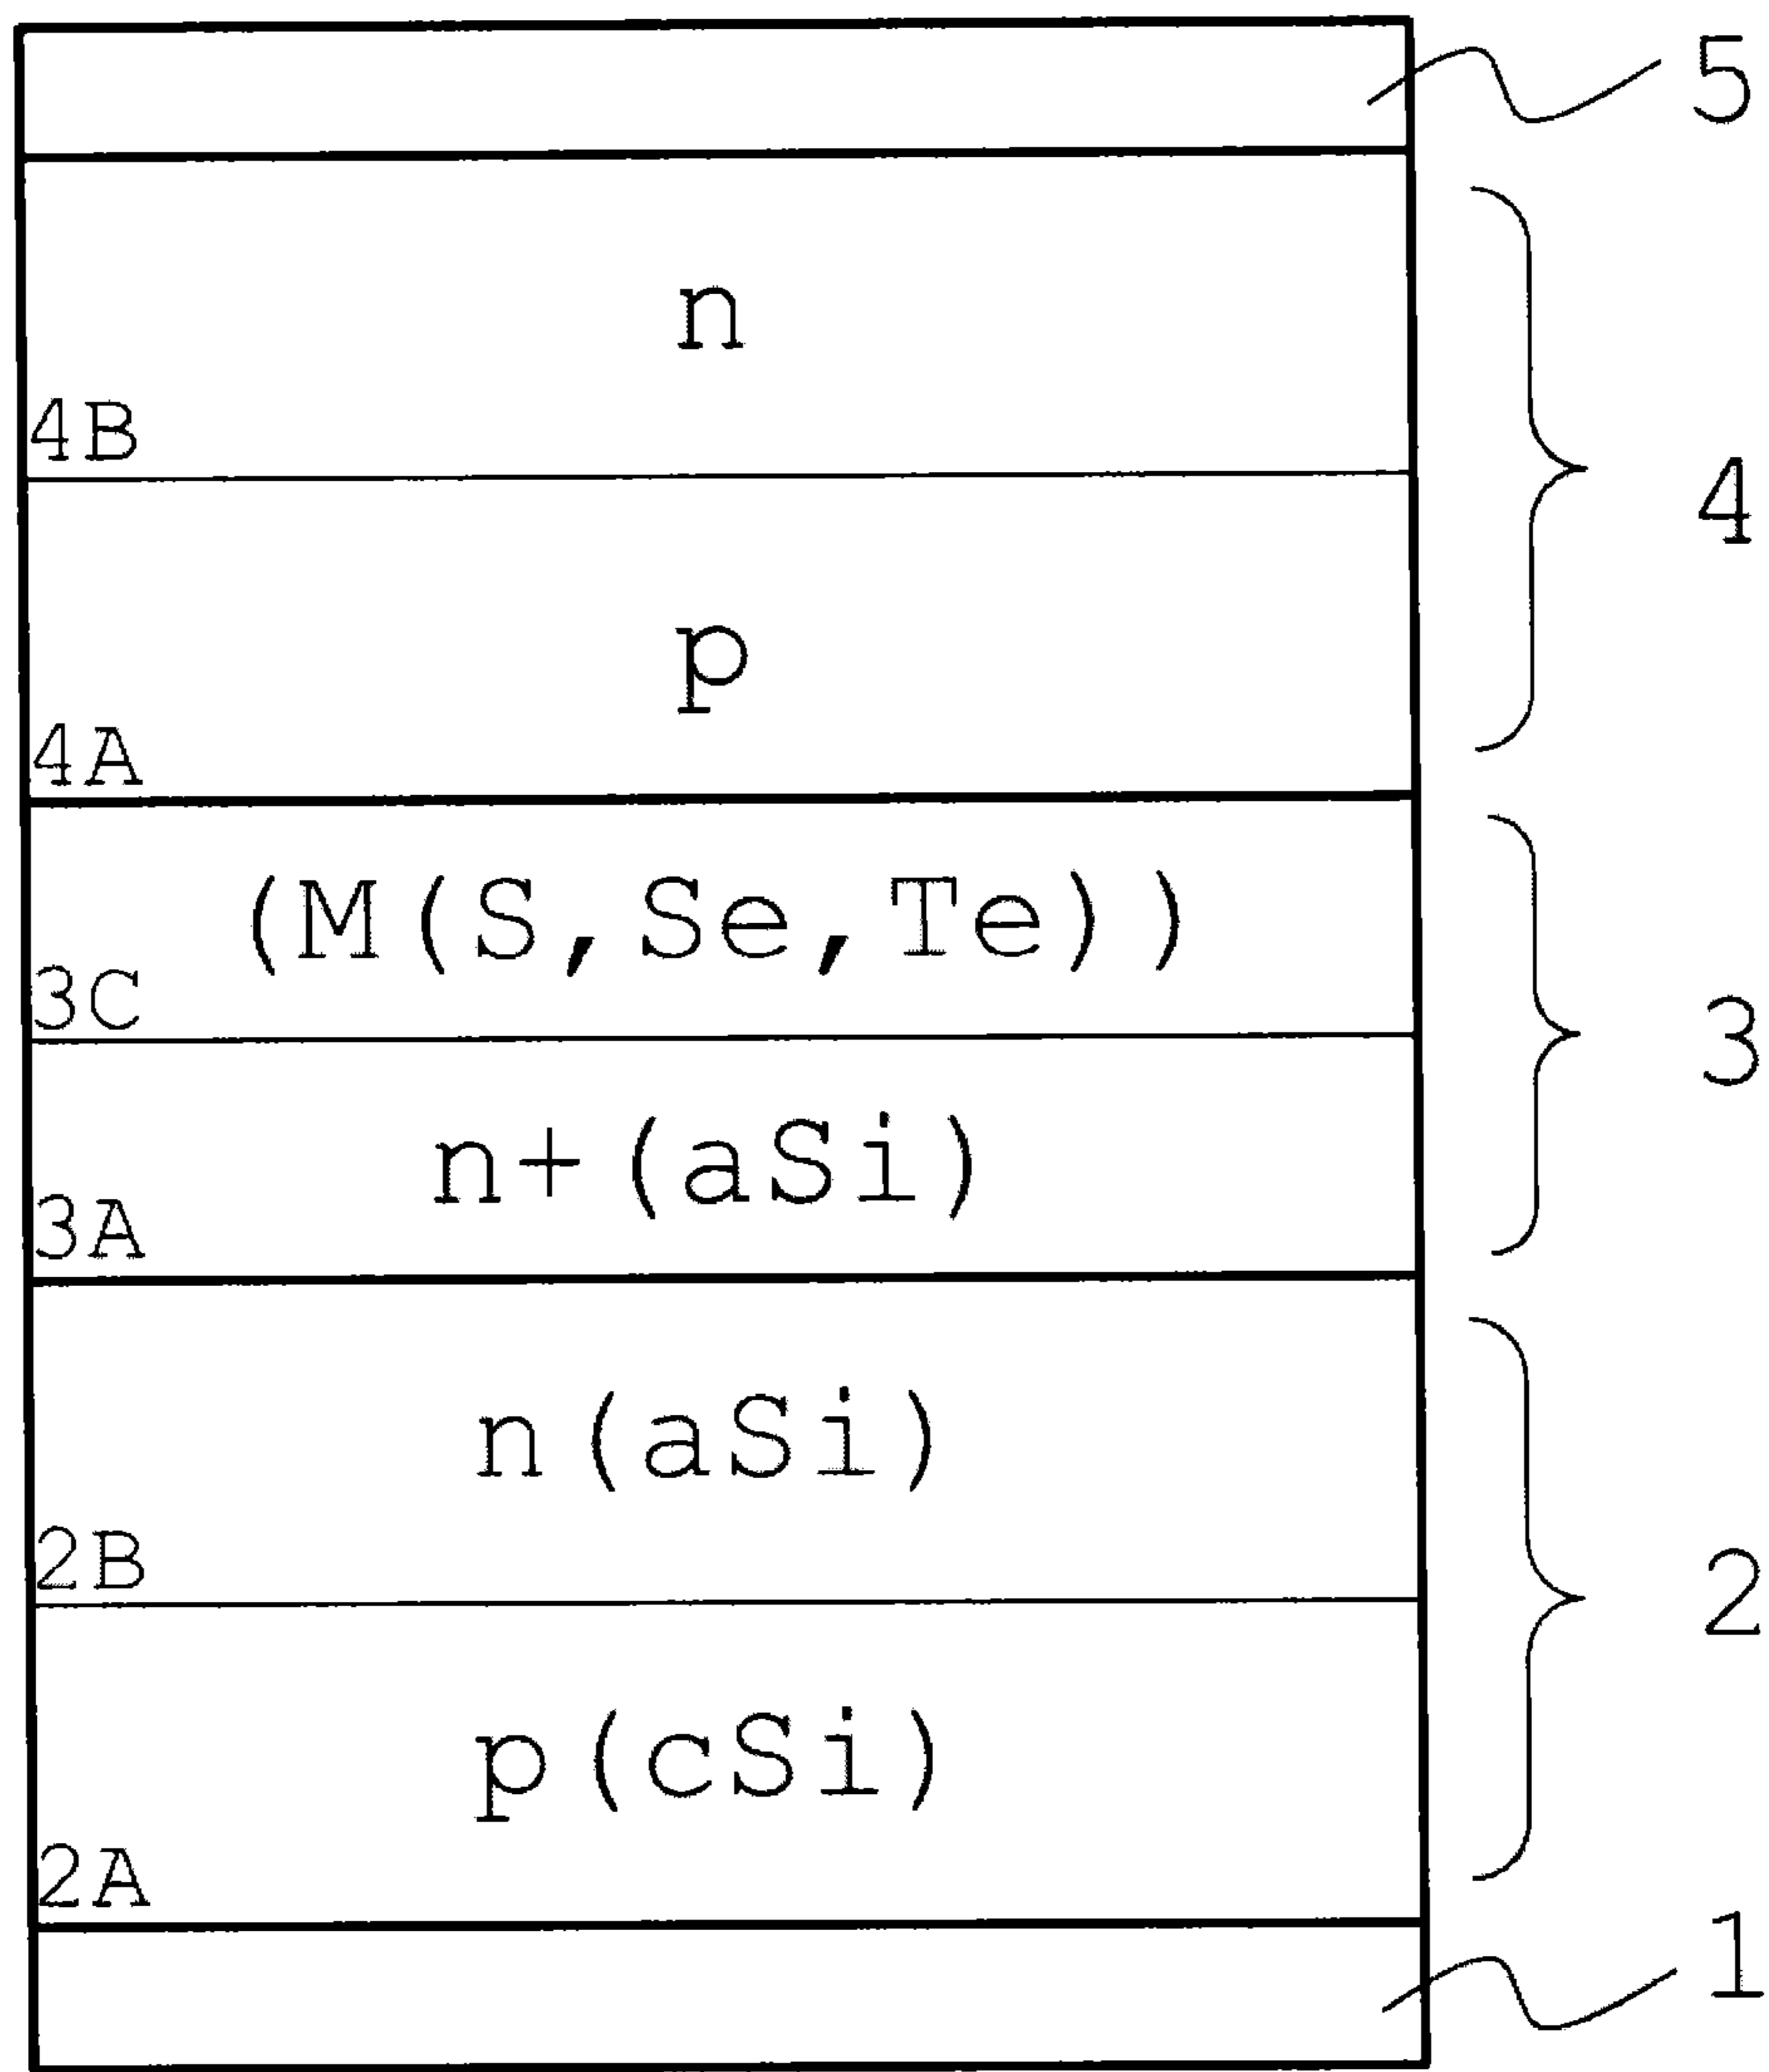 5
n
4B
4
p
4A
(M(S,Se,Te))
3C
3
n+(aSi)
3A
n(aSi)
2B
2
p(cSi)
2A
1